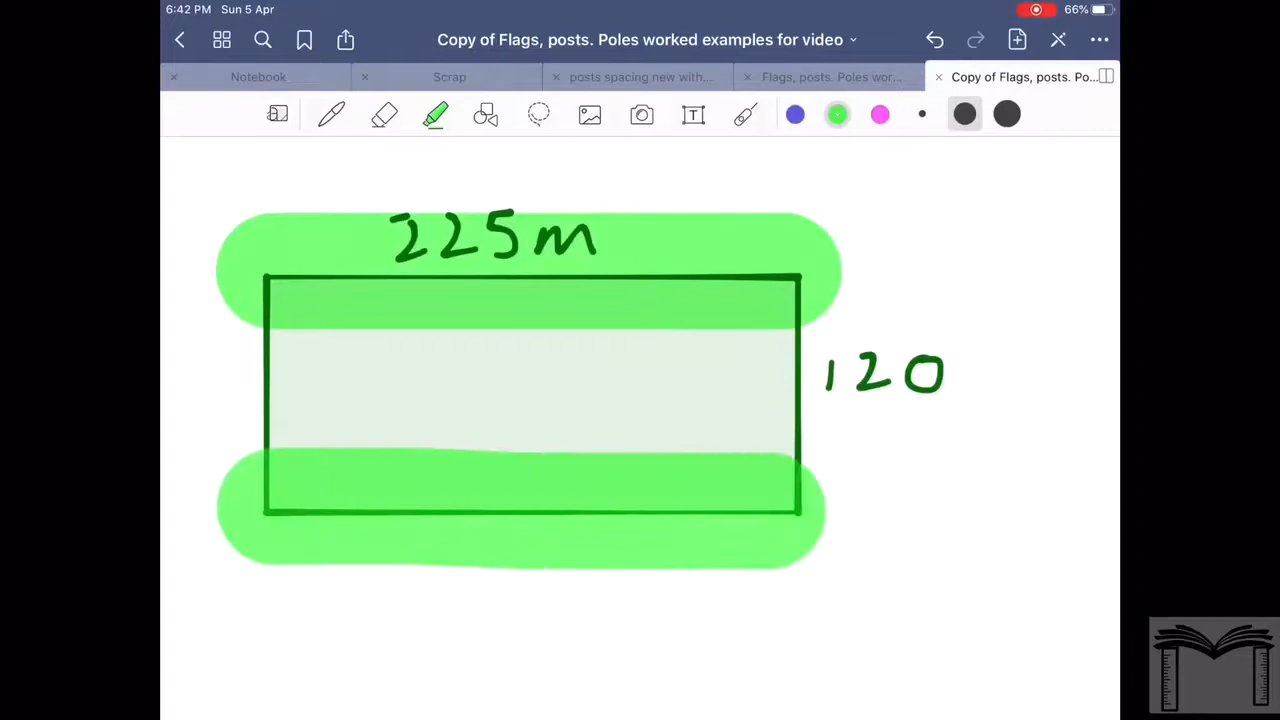 6:42 PM Sun 5 Apr 66%
Copy of Flags, posts. Poles worked examples for video
Notebook
Scrap
posts spacing new with...
Flags, posts. Poles wor...
Copy of Flags, posts. Po...
T
225m
120